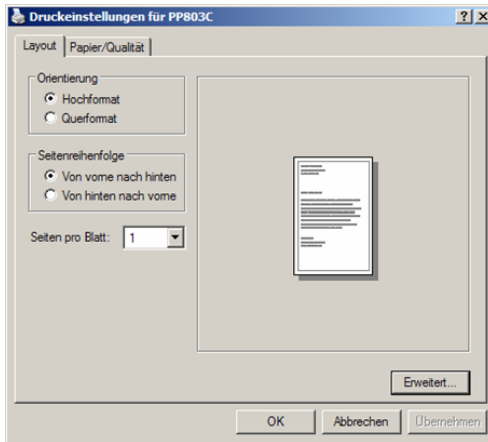 Druckeinstellungen für PP803C
Layout Papier/Qualität
Orientierung
Hochformat
Querformat
Seitenreihenfolge
Von vorne nach hinten
Von hinten nach vorne
Seiten pro Blatt: 1
Erweitert...
OK Abbrechen Übernehmen